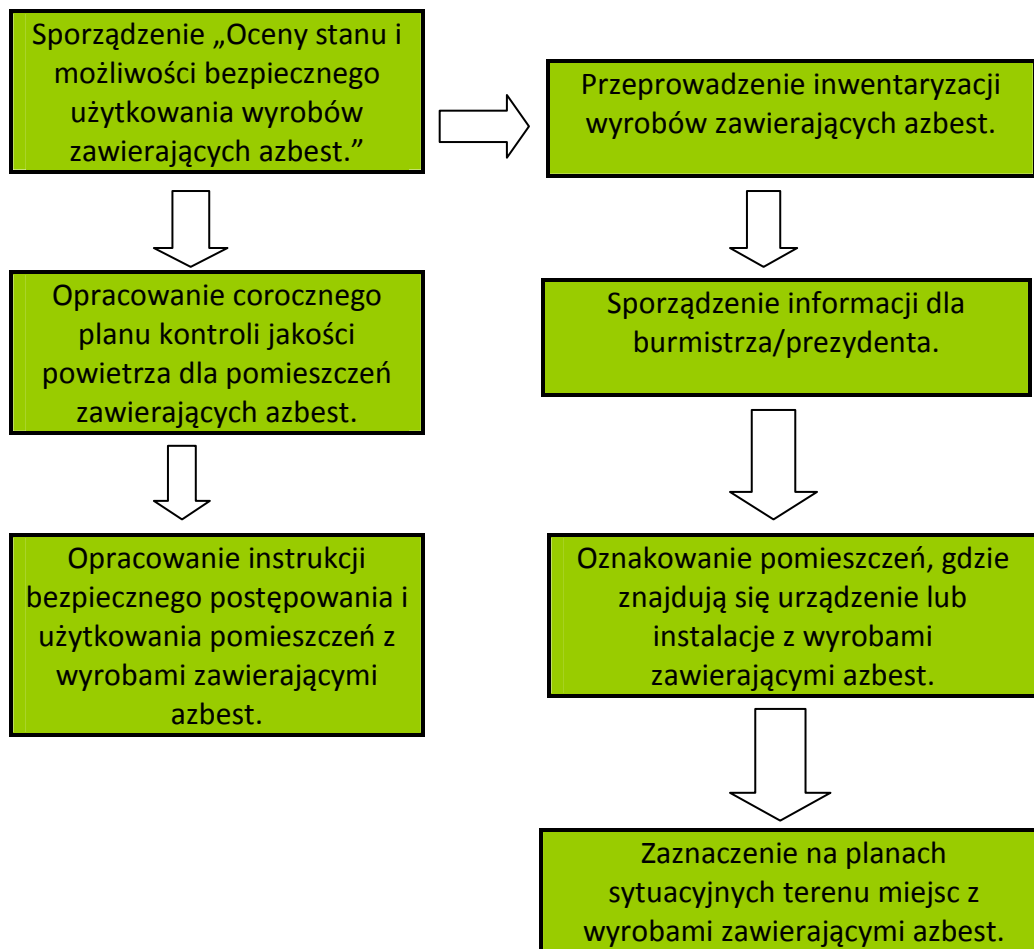 Sporządzenie „Oceny stanu i
możliwości bezpiecznego
użytkowania wyrobów
zawierających azbest.”
Przeprowadzenie inwentaryzacji
wyrobów zawierających azbest.
Opracowanie corocznego
planu kontroli jakości
powietrza dla pomieszczeń
zawierających azbest.
Sporządzenie informacji dla
burmistrza/prezydenta.
Opracowanie instrukcji
bezpiecznego postępowania i
użytkowania pomieszczeń z
wyrobami zawierającymi
azbest.
Oznakowanie pomieszczeń, gdzie
znajdują się urządzenie lub
instalacje z wyrobami
zawierającymi azbest.
Zaznaczenie na planach
sytuacyjnych terenu miejsc z
wyrobami zawierającymi azbest.